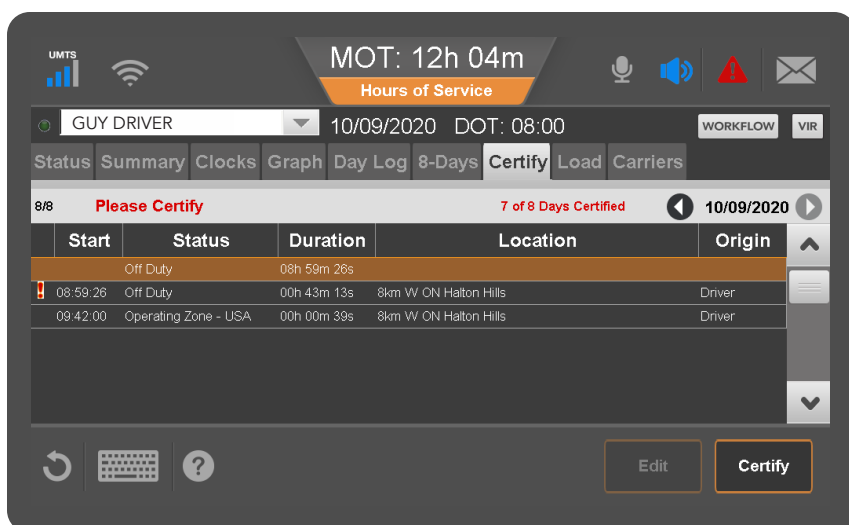 UMTS
MOT: 12h 04m
Hours of Service
GUY DRIVER 10/09/2020 DOT: 08:00 WORKFLOW VIR
Status Summary Clocks Graph Day Log 8-Days Certify Load Carriers
8/8 Please Certify 7 of 8 Days Certified 10/09/2020
Start Status Duration Location Origin
Off Duty 08h 59m 26s
08:59:26 Off Duty 00h 43m 13s 8km W ON Halton Hills Driver
09:42:00 Operating Zone - USA 00h 00m 39s 8km W ON Halton Hills Driver
? Edit Certify